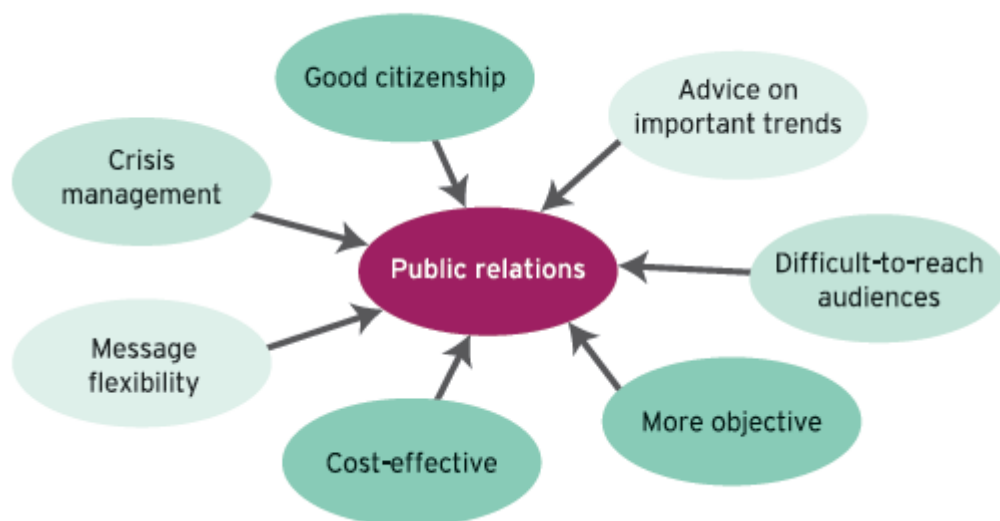 Good citizenship
Advice on
important trends
Crisis
management
Public relations
Difficult-to-reach
audiences
Message
flexibility
More objective
Cost-effective